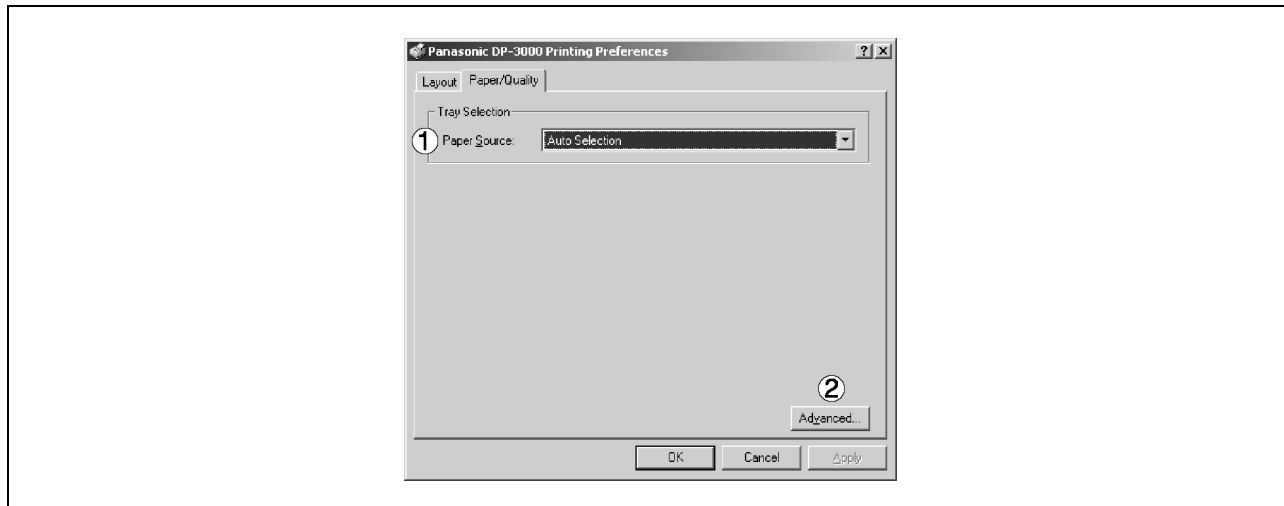 Panasonic DP-3000 Printing Preferences
Layout Paper/Quality
Tray Selection
① Paper Source: Auto Selection
②
Advanced...
OK Cancel Apply